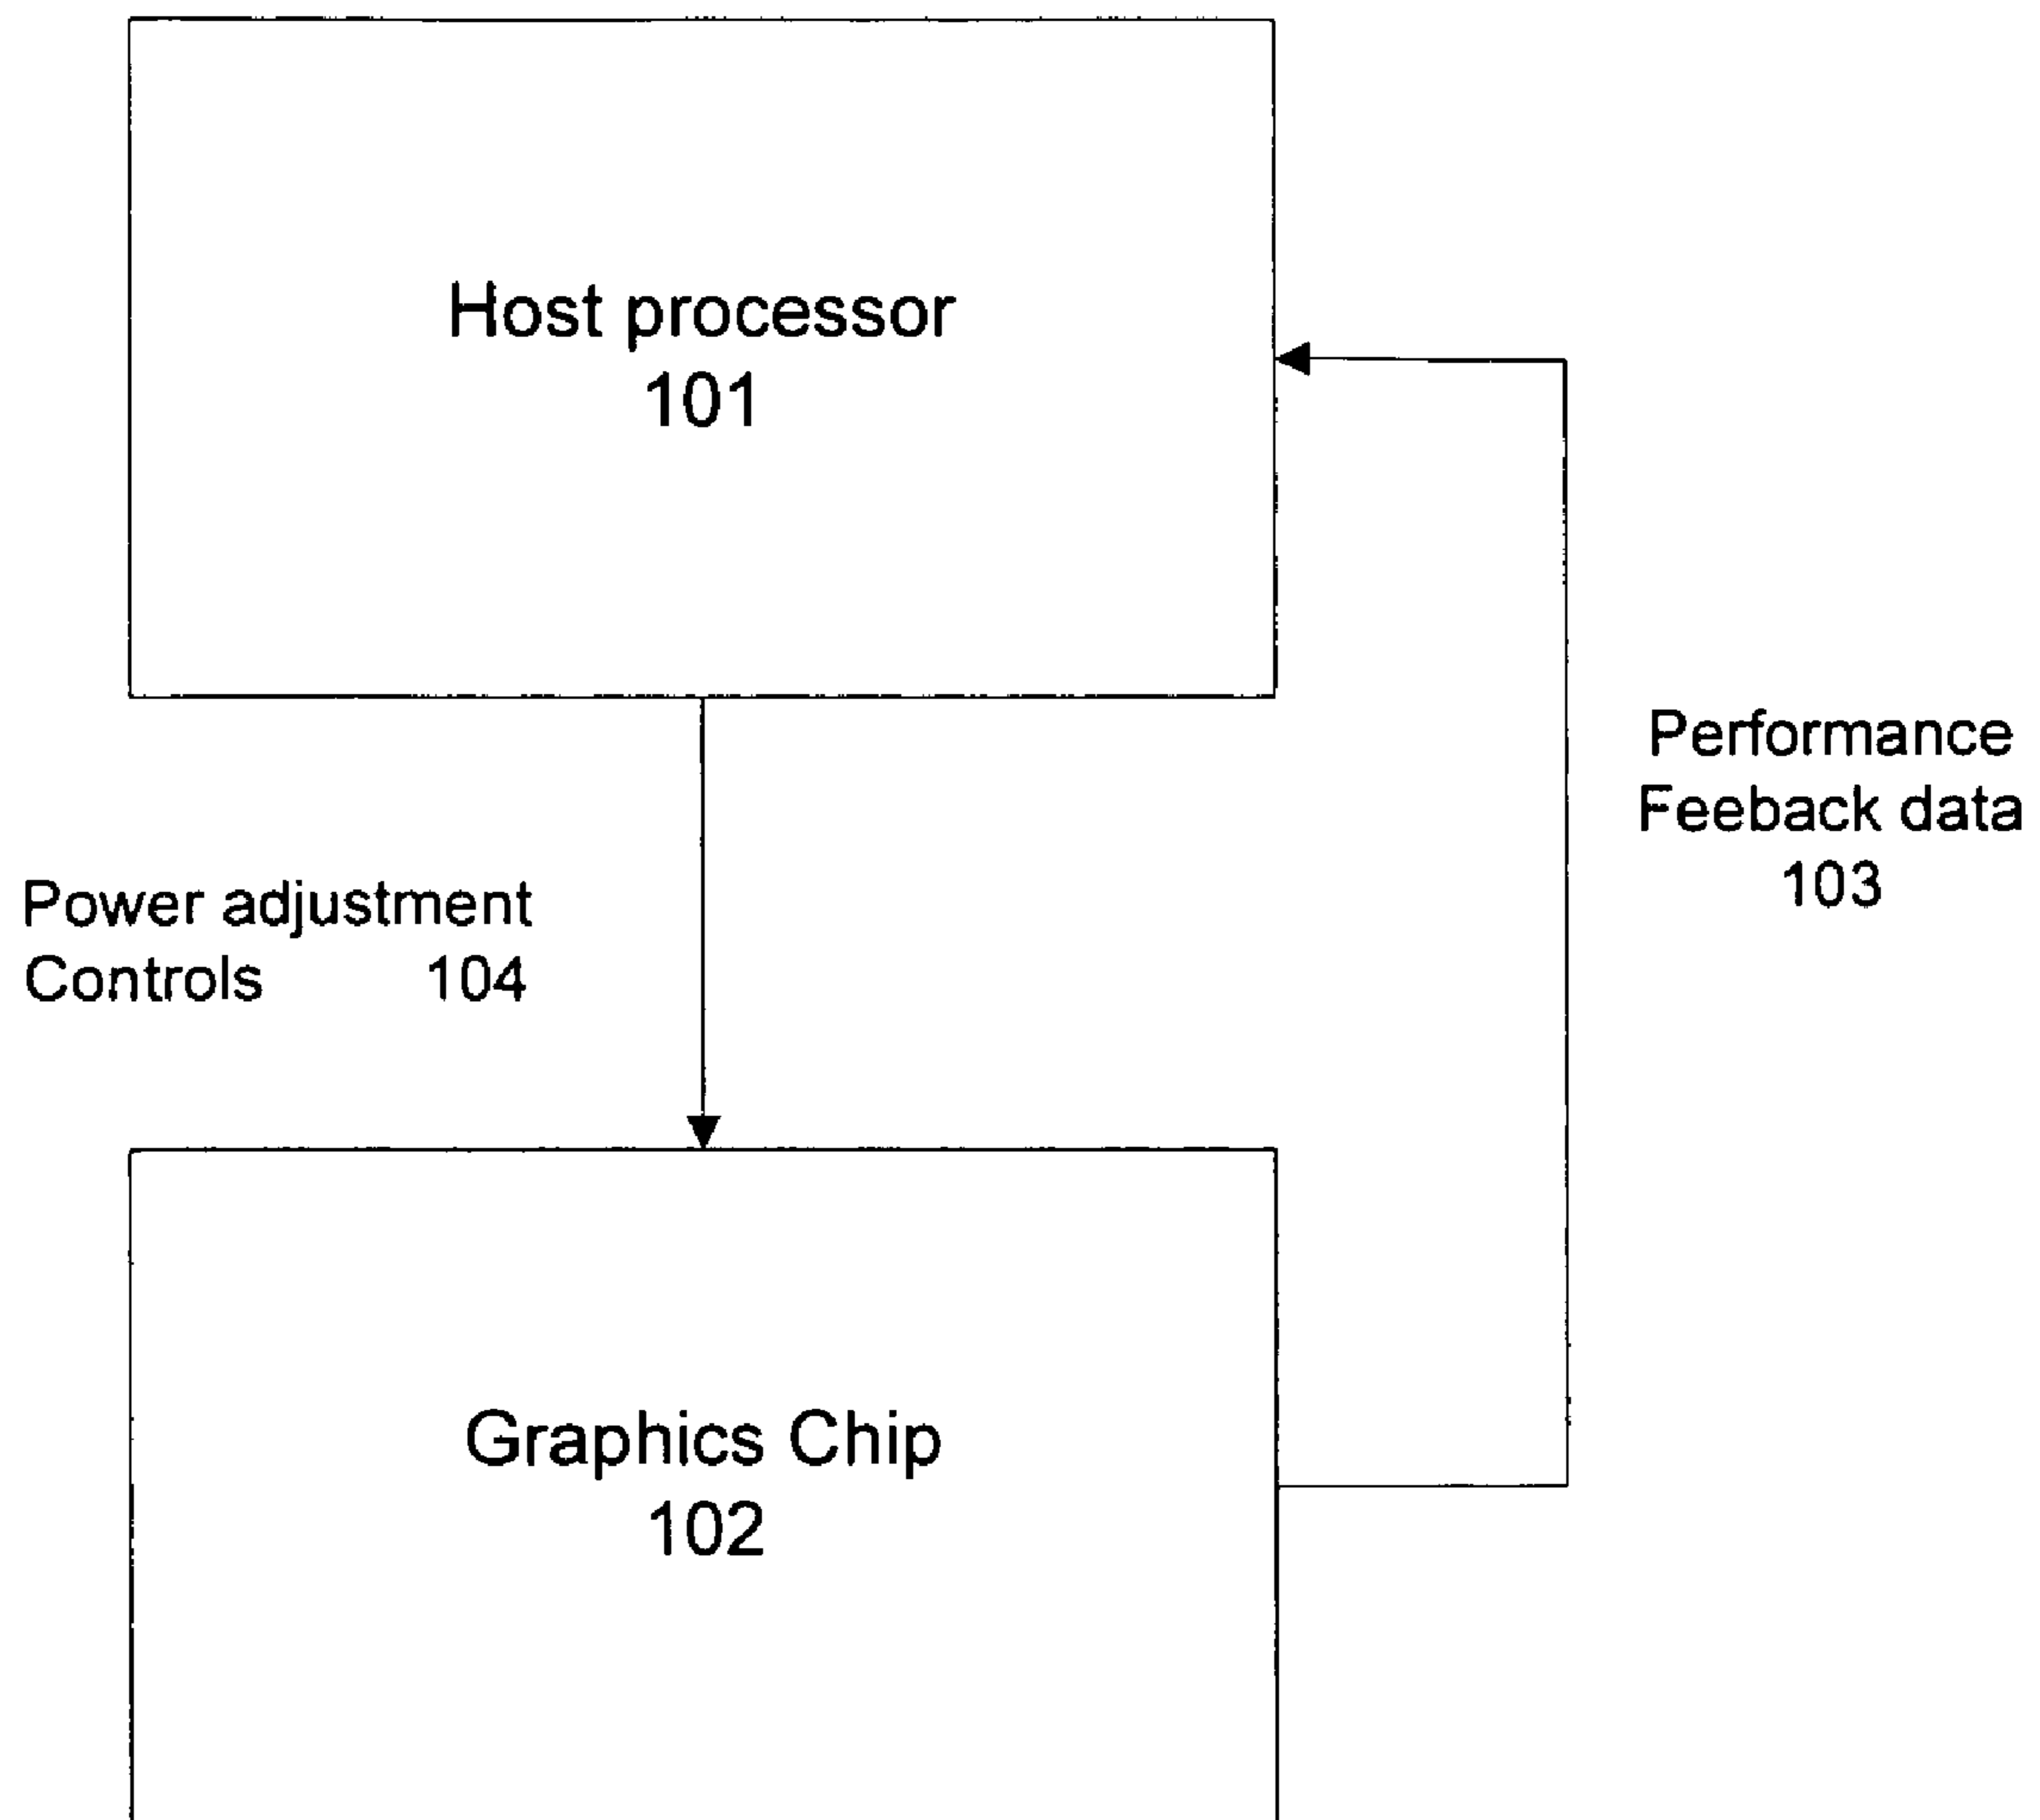 Host processor
101
Performance
Feeback data
103
Power adjustment
Controls 104
Graphics Chip
102